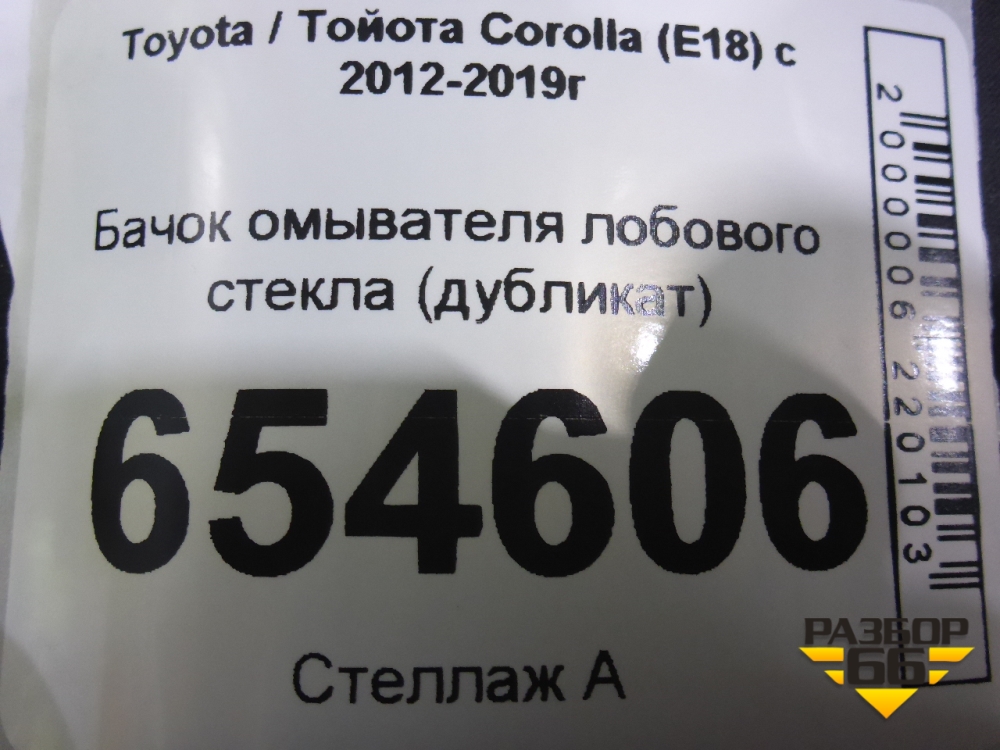 Toyota / Тойота Corolla (E18) с
2012-2019г
Бачок омывателя лобового
стекла (дубликат)
654606
Стеллаж А
2000006220103
РАЗБОР
66